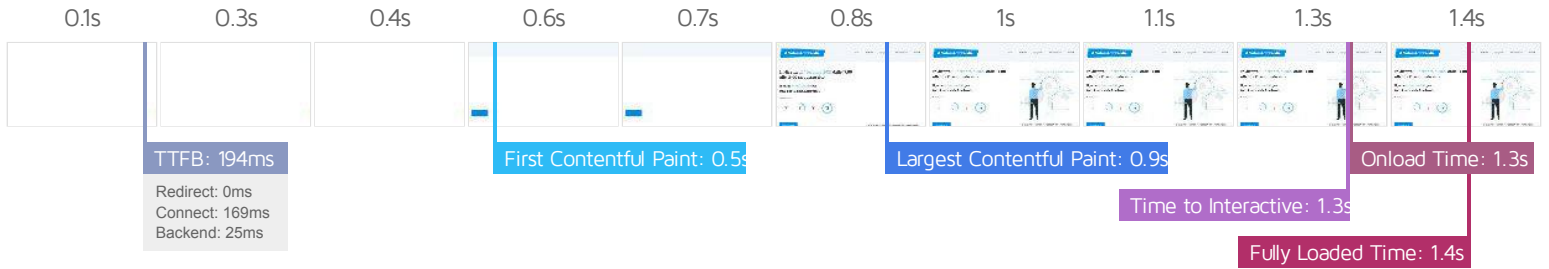 0.1s 0.3s 0.4s 0.6s 0.7s 0.8s 1s 1.1s 1.3s 1.4s
TTFB: 194ms
First Contentful Paint: 0.5s
Largest Contentful Paint: 0.9s
Onload Time: 1.3s
Redirect: 0ms
Connect: 169ms
Backend: 25ms
Time to Interactive: 1.3s
Fully Loaded Time: 1.4s